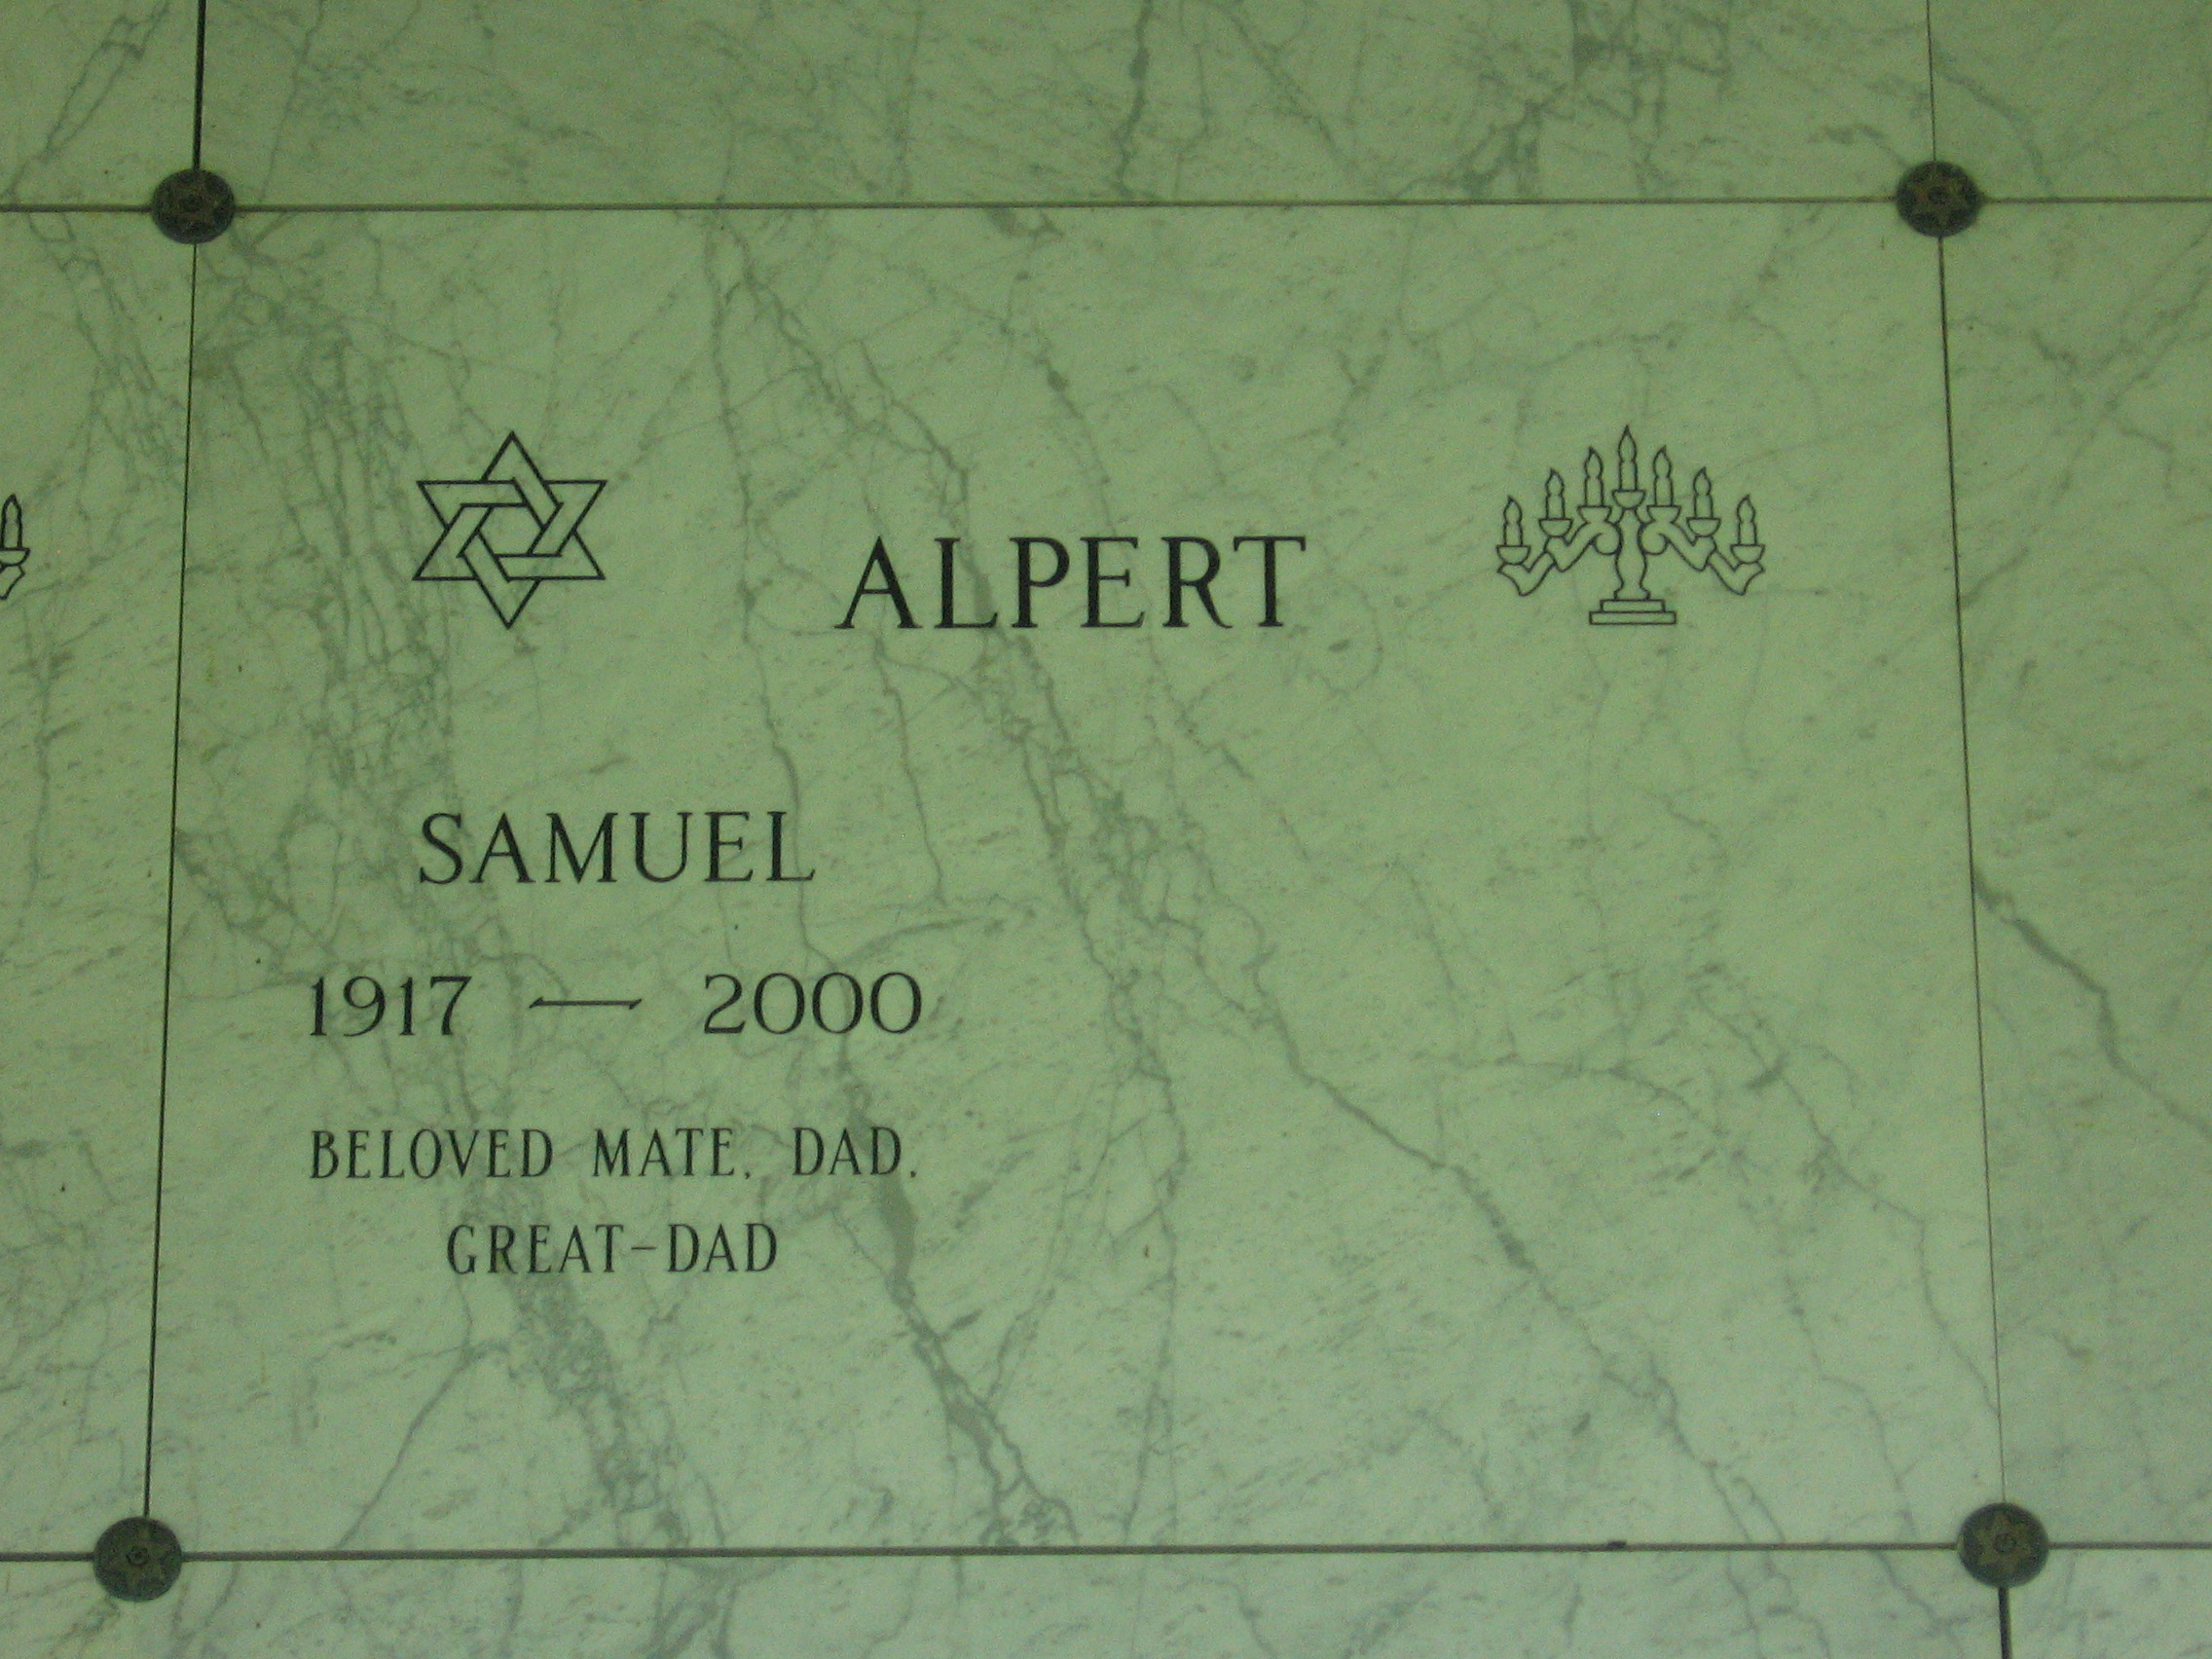 ALPERT
SAMUEL
1917 — 2000
BELOVED MATE, DAD,
GREAT-DAD